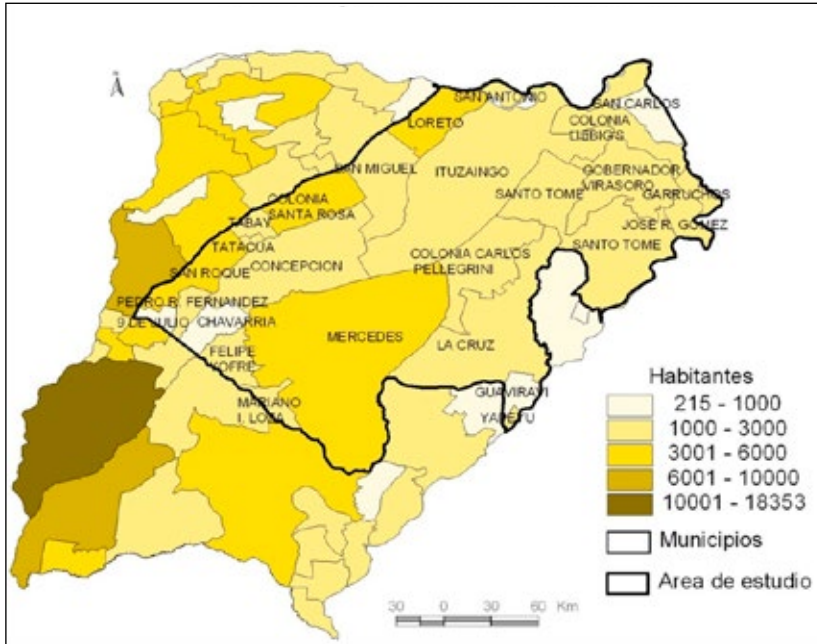 SAN ANTONIO
SAN CARLOS
LORETO
COLONIA
LIEBIG'S
SAN MIGUEL
ITUZAINGO
GOBERNADOR
VIRASORO
GARRUCHOS
SANTO TOME
COLONIA
SANTA ROSA
TABAY
TATACUA
JOSE R. GOMEZ
SANTO TOME
CONCEPCION
COLONIA CARLOS
PELLEGRINI
SAN ROQUE
PEDRO R. FERNANDEZ
9 DE JULIO
CHAVARRIA
MERCEDES
LA CRUZ
FELIPE
YOFRE
GUAVIRAVI
YAPEYU
MARIANO
I. LOZA
Habitantes
215 - 1000
1000 - 3000
3001 - 6000
6001 - 10000
10001 - 18353
Municipios
Area de estudio
30 0 30 60 Km